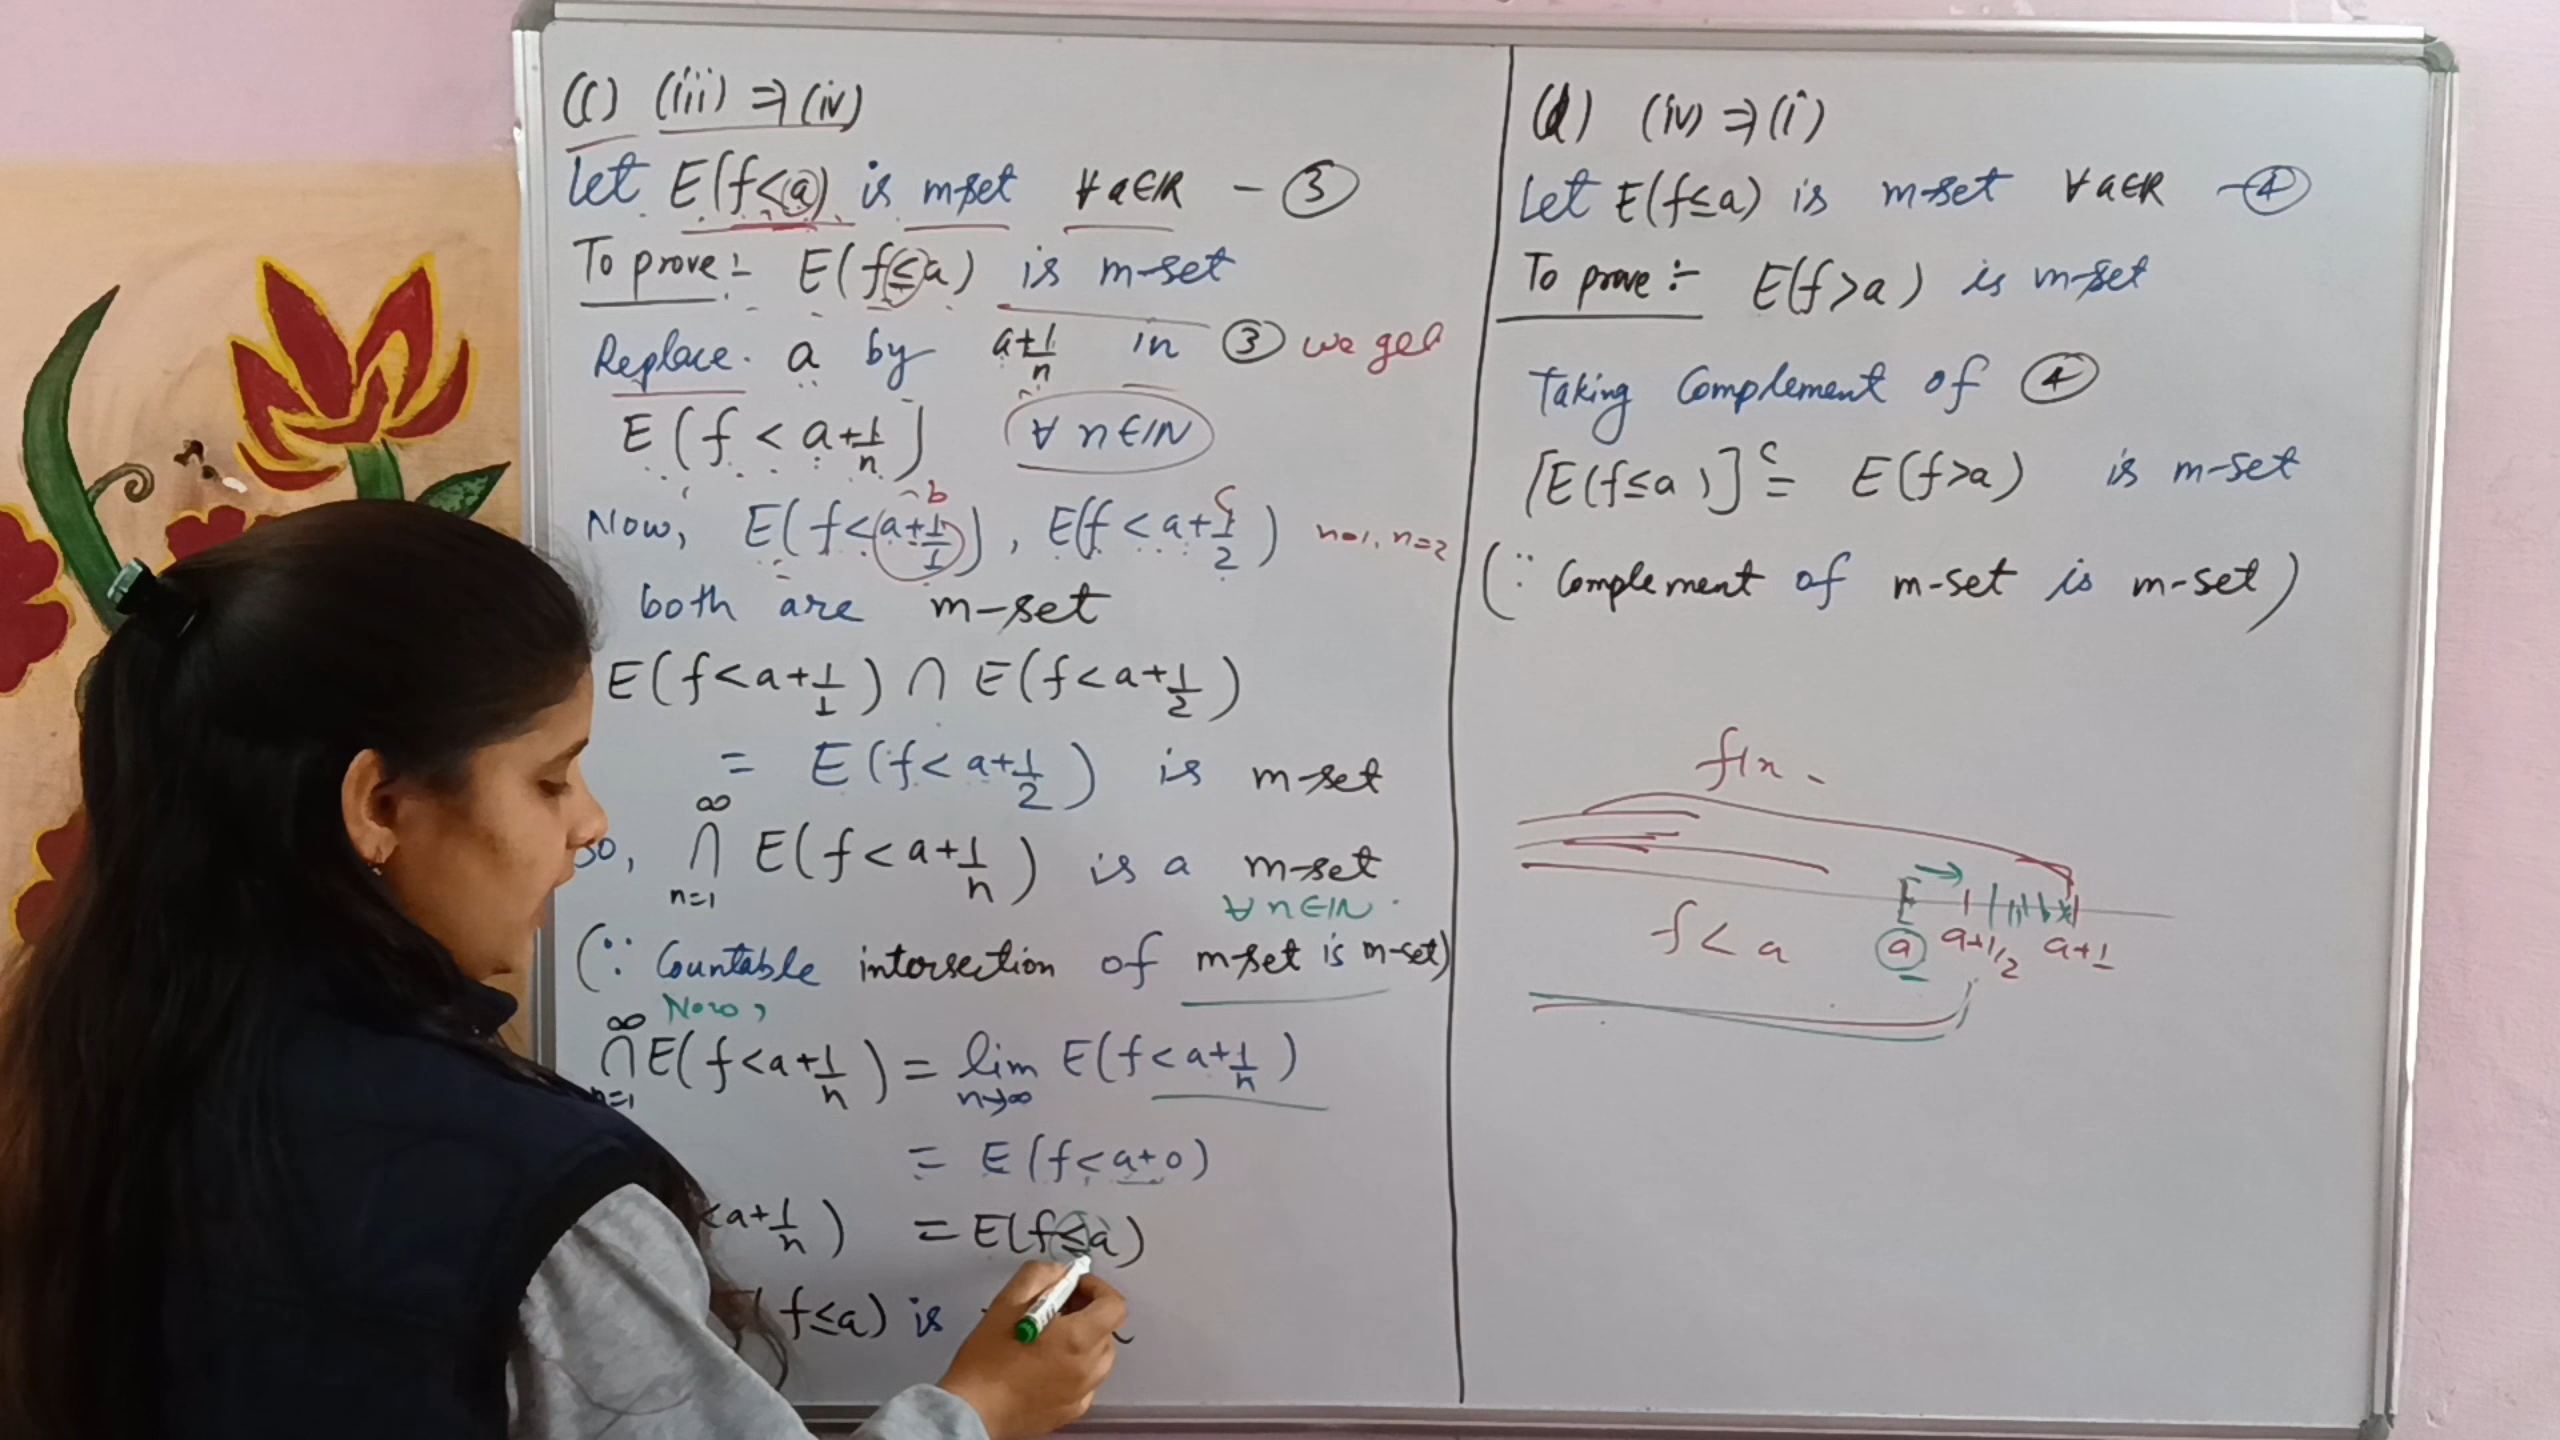 (C) (iii) ⇒ (iv)
Let E(f<a) is m-set ∀ a∈R - ③
To prove:- E(f≤a) is m-set
Replace a by a+1/n in ③ we get
E(f < a+1/n) ∀ n∈IN
b c
Now, E(f<a+1/1), E(f<a+1/2) n=1, n=2
both are m-set
E(f<a+1/1) ∩ E(f<a+1/2)
= E(f<a+1/2) is m-set
So, ∞∩n=1 E(f<a+1/n) is a m-set
∀ n∈IN
(∵ Countable intorsection of m-set is m-set)
Now,
∞∩n=1 E(f<a+1/n) = lim n→∞ E(f<a+1/n)
= E(f<a+0)
<a+1/n) = E(f≤a)
f≤a) is
(d) (iv) ⇒ (i)
Let E(f≤a) is m-set ∀ a∈R - ④
To prove:- E(f>a) is m-set
Taking Complement of ④
[E(f≤a)]ᶜ = E(f>a) is m-set
(∵ Complement of m-set is m-set)
f(x -
f<a a a+1/2 a+1